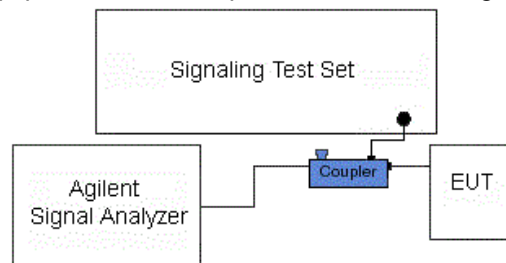 Signaling Test Set
Coupler
Agilent
Signal Analyzer
EUT